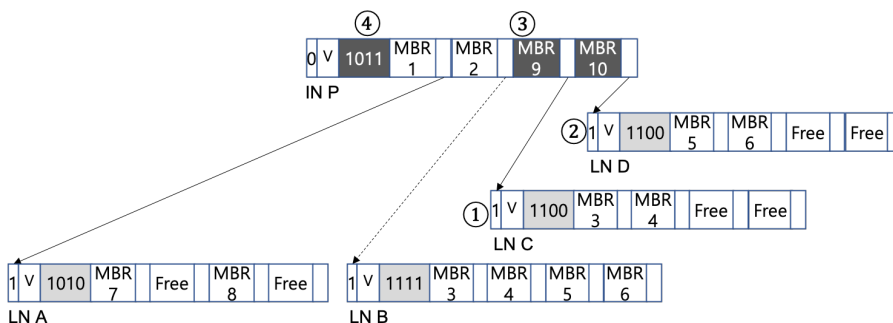 ④ ③
0 V 1011 MBR 1 MBR 2 MBR 9 MBR 10
IN P
② 1 V 1100 MBR 5 MBR 6 Free Free
LN D
① 1 V 1100 MBR 3 MBR 4 Free Free
LN C
1 V 1010 MBR 7 Free MBR 8 Free
LN A
1 V 1111 MBR 3 MBR 4 MBR 5 MBR 6
LN B